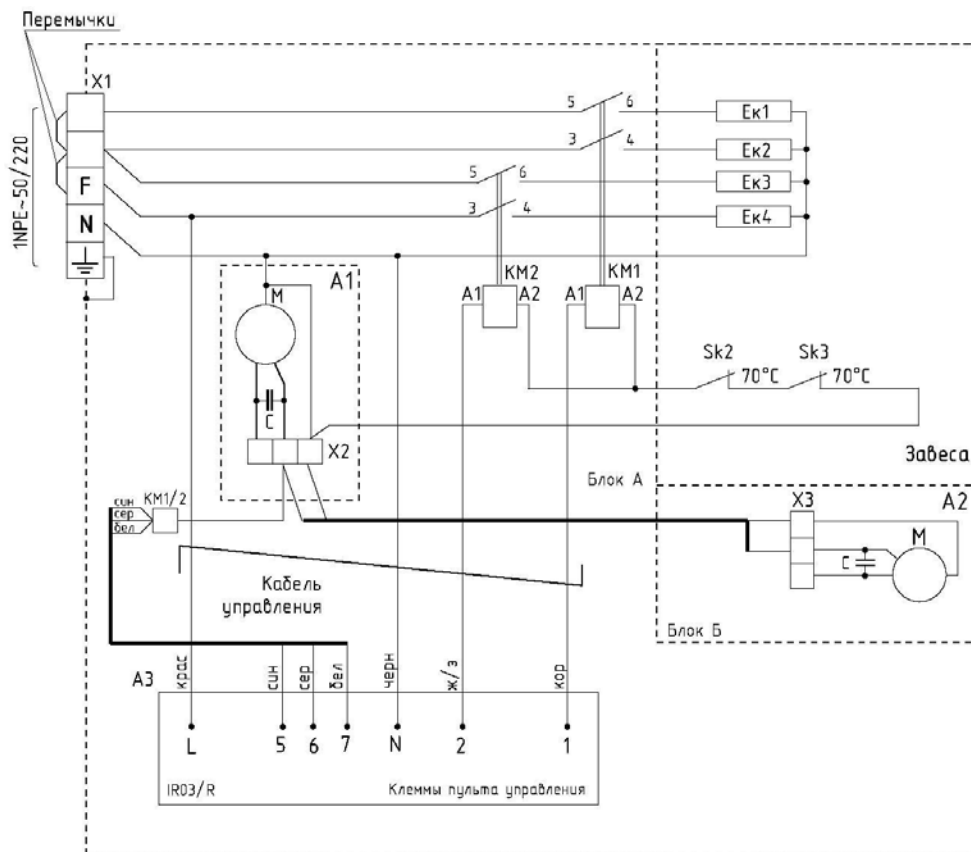 Перемычки
X1
1NPE~50/220
F
N
5 6
Ек1
3 4
Ек2
5 6
Ек3
3 4
Ек4
A1
M
C
X2
KM2
A1 A2
KM1
A1 A2
Sk2
70°C
Sk3
70°C
Завеса
Блок А
син
сер
бел
KM1/2
X3
A2
M
C
Блок Б
Кабель
управления
A3
крас
син
сер
бел
черн
ж/з
кор
L 5 6 7 N 2 1
IR03/R
Клеммы пульта управления